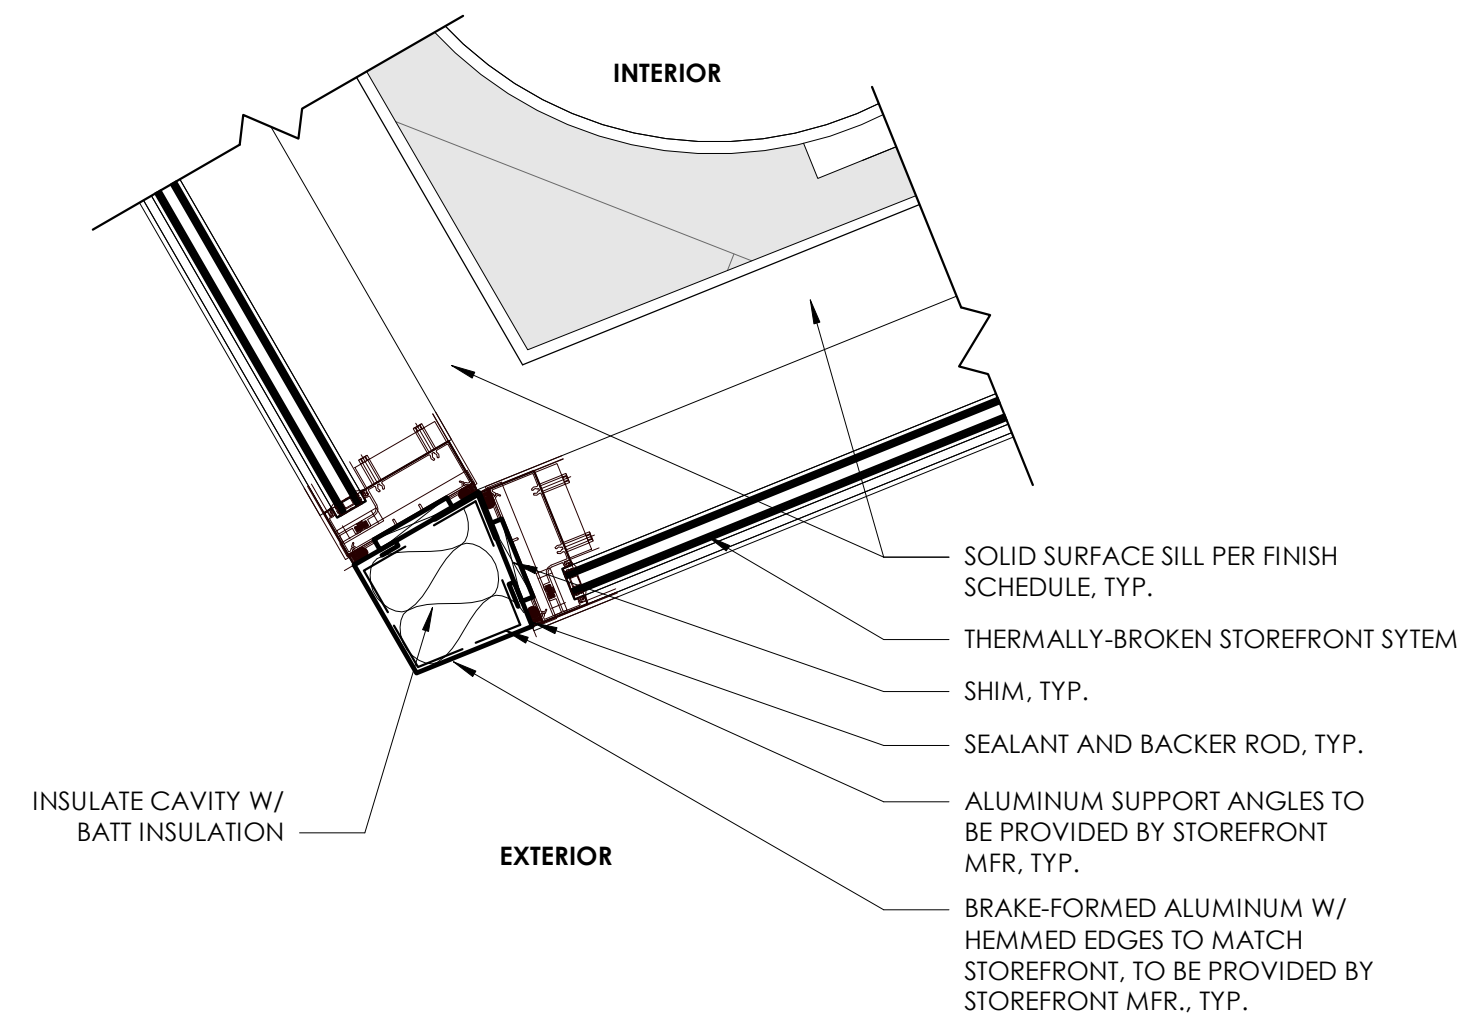 INTERIOR
SOLID SURFACE SILL PER FINISH
SCHEDULE, TYP.
THERMALLY-BROKEN STOREFRONT SYTEM
SHIM, TYP.
SEALANT AND BACKER ROD, TYP.
ALUMINUM SUPPORT ANGLES TO
BE PROVIDED BY STOREFRONT
MFR, TYP.
BRAKE-FORMED ALUMINUM W/
HEMMED EDGES TO MATCH
STOREFRONT, TO BE PROVIDED BY
STOREFRONT MFR., TYP.
INSULATE CAVITY W/
BATT INSULATION
EXTERIOR